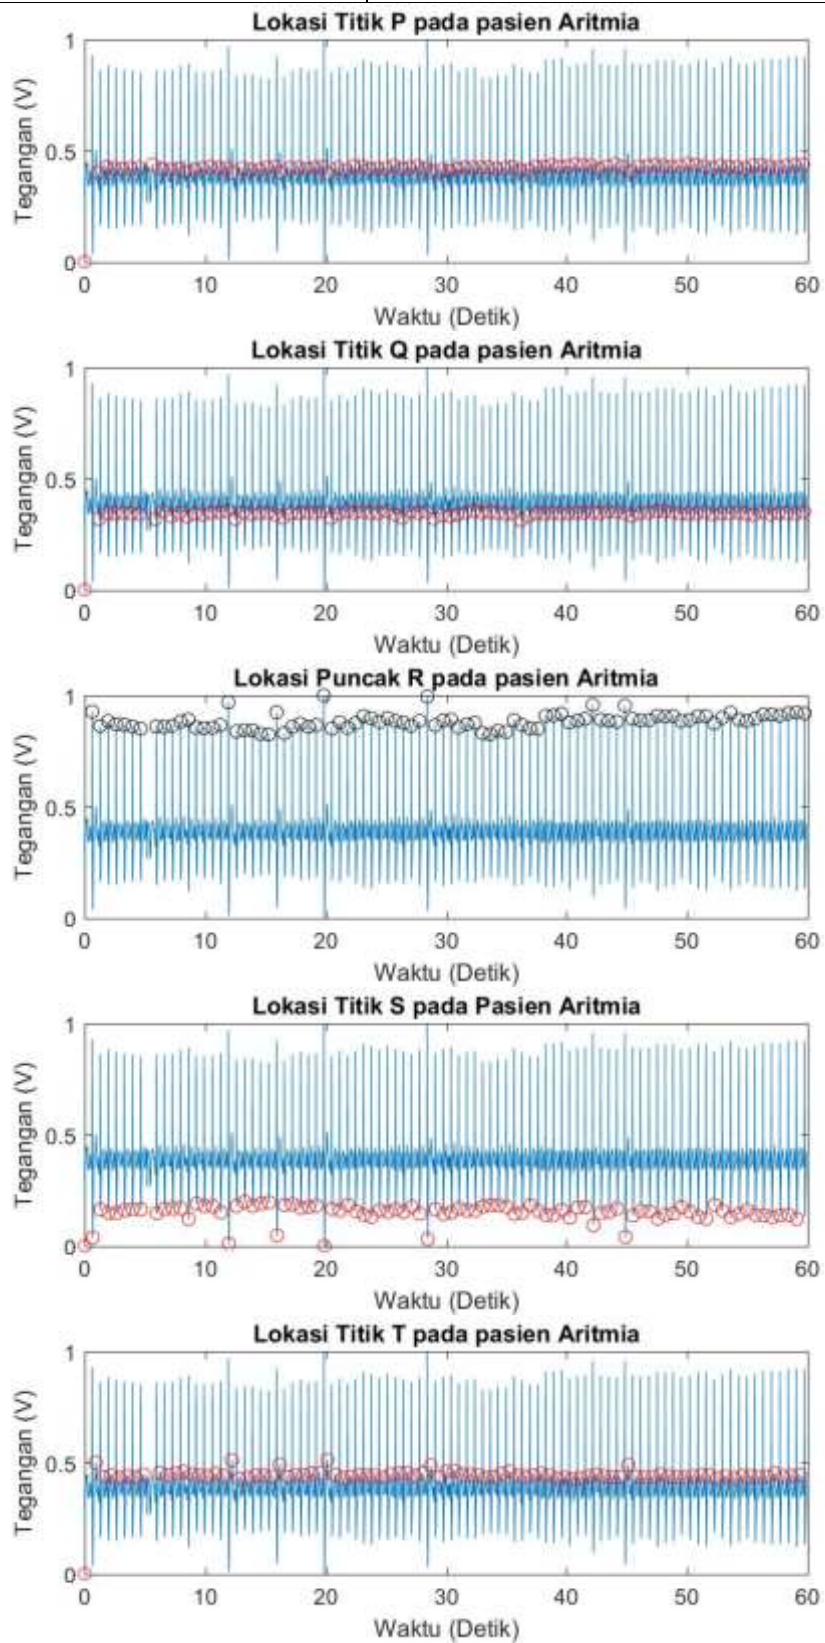 Lokasi Titik P pada pasien Aritmia
1
0.5
0
Tegangan (V)
0 10 20 30 40 50 60
Waktu (Detik)
Lokasi Titik Q pada pasien Aritmia
1
0.5
0
Tegangan (V)
0 10 20 30 40 50 60
Waktu (Detik)
Lokasi Puncak R pada pasien Aritmia
1
0.5
0
Tegangan (V)
0 10 20 30 40 50 60
Waktu (Detik)
Lokasi Titik S pada Pasien Aritmia
1
0.5
0
Tegangan (V)
0 10 20 30 40 50 60
Waktu (Detik)
Lokasi Titik T pada pasien Aritmia
1
0.5
0
Tegangan (V)
0 10 20 30 40 50 60
Waktu (Detik)